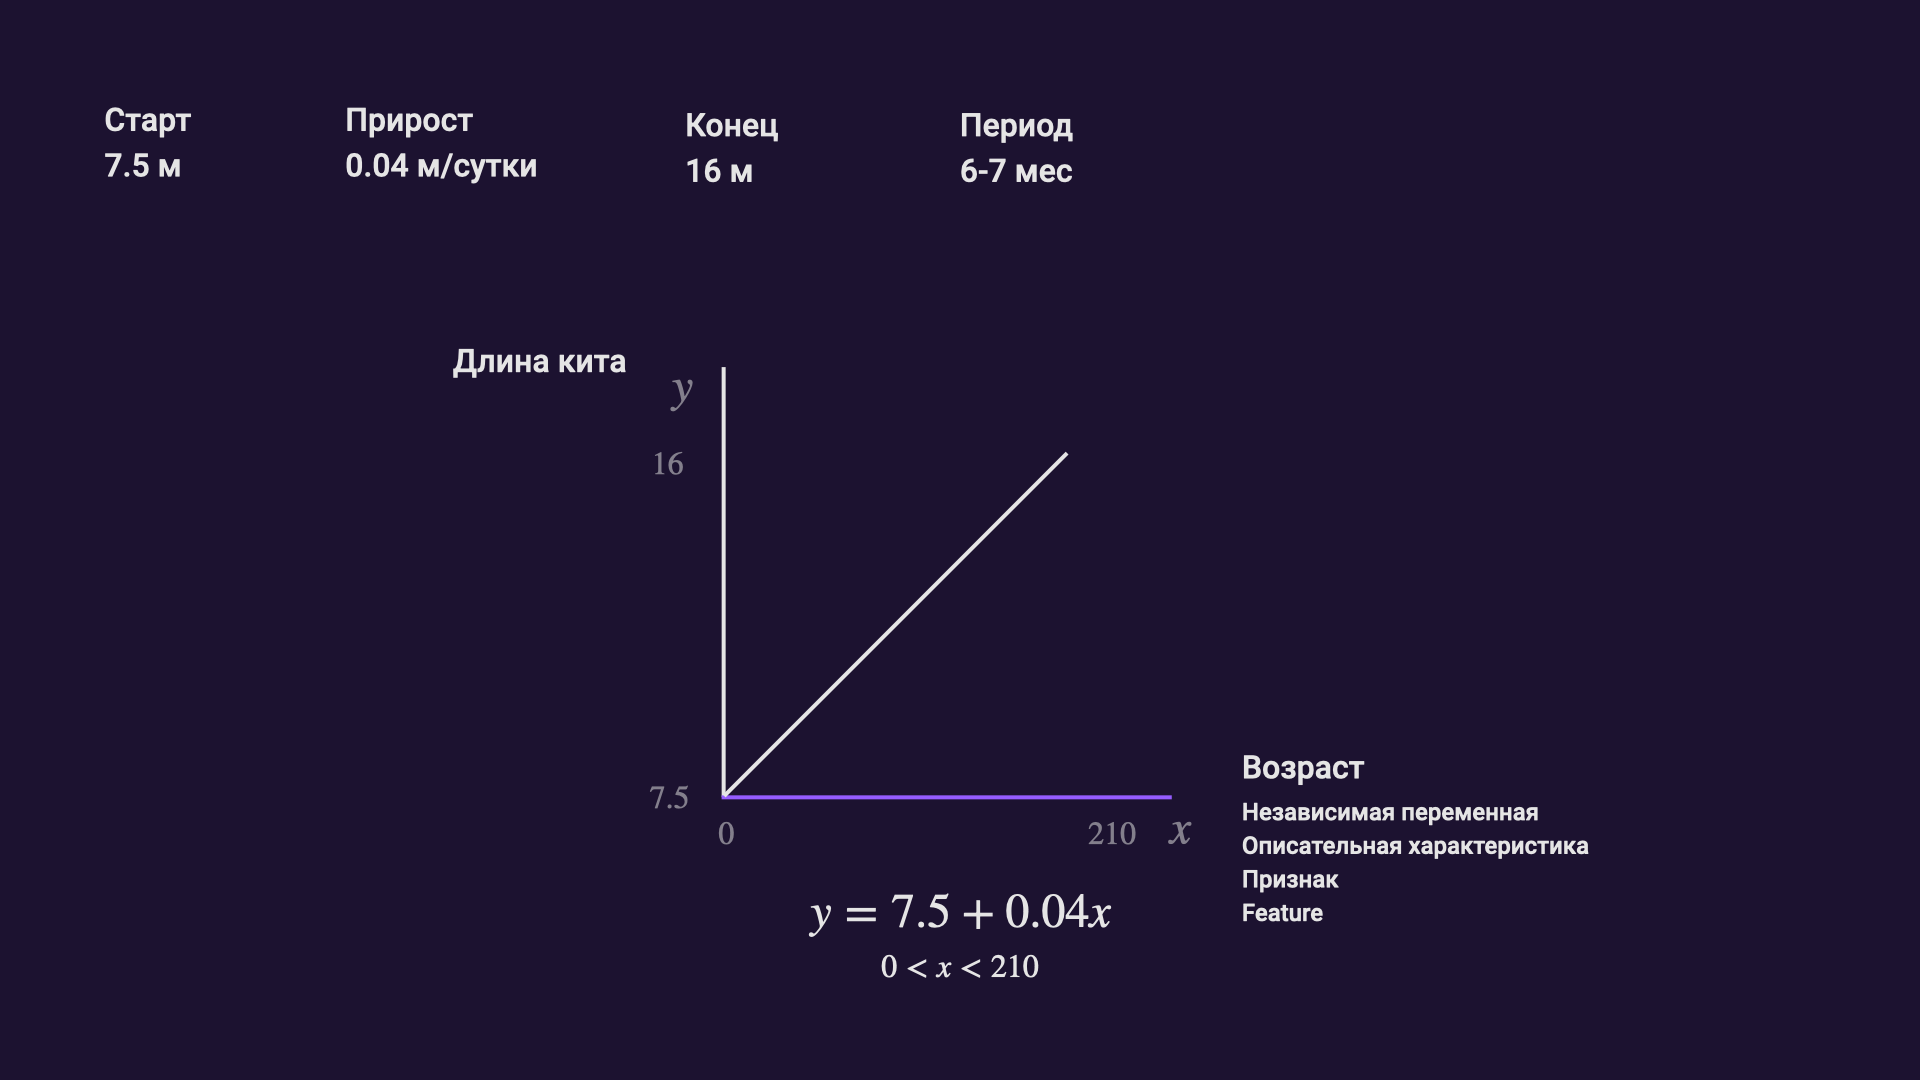 Старт
7.5 м
Прирост
0.04 м/сутки
Конец
16 м
Период
6-7 мес
Длина кита
y
16
7.5
0
210
x
Возраст
Независимая переменная
Описательная характеристика
Признак
Feature
y = 7.5 + 0.04x
0 < x < 210